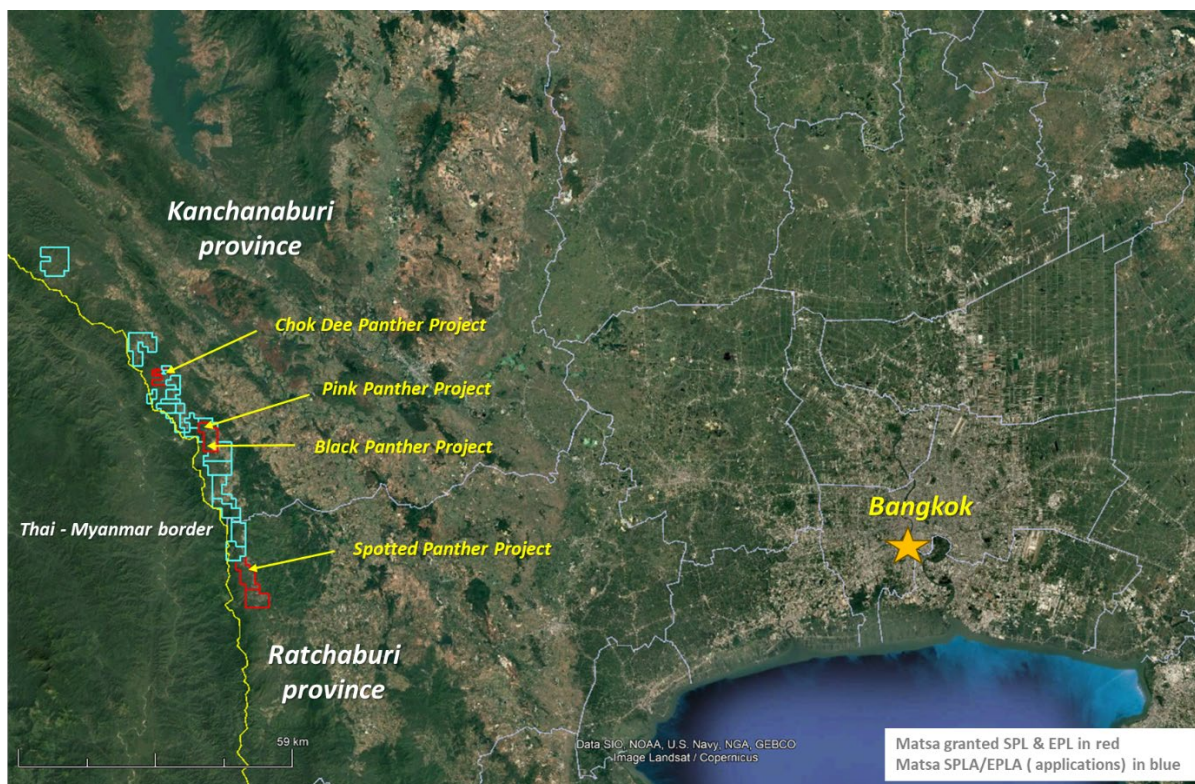 Kanchanaburi
province
Chok Dee Panther Project
Pink Panther Project
Black Panther Project
Bangkok
Thai - Myanmar border
Spotted Panther Project
Ratchaburi
province
59 km
Data SIO, NOAA, U.S. Navy, NGA, GEBCO
Image Landsat / Copernicus
Matsa granted SPL & EPL in red
Matsa SPLA/EPLA ( applications) in blue